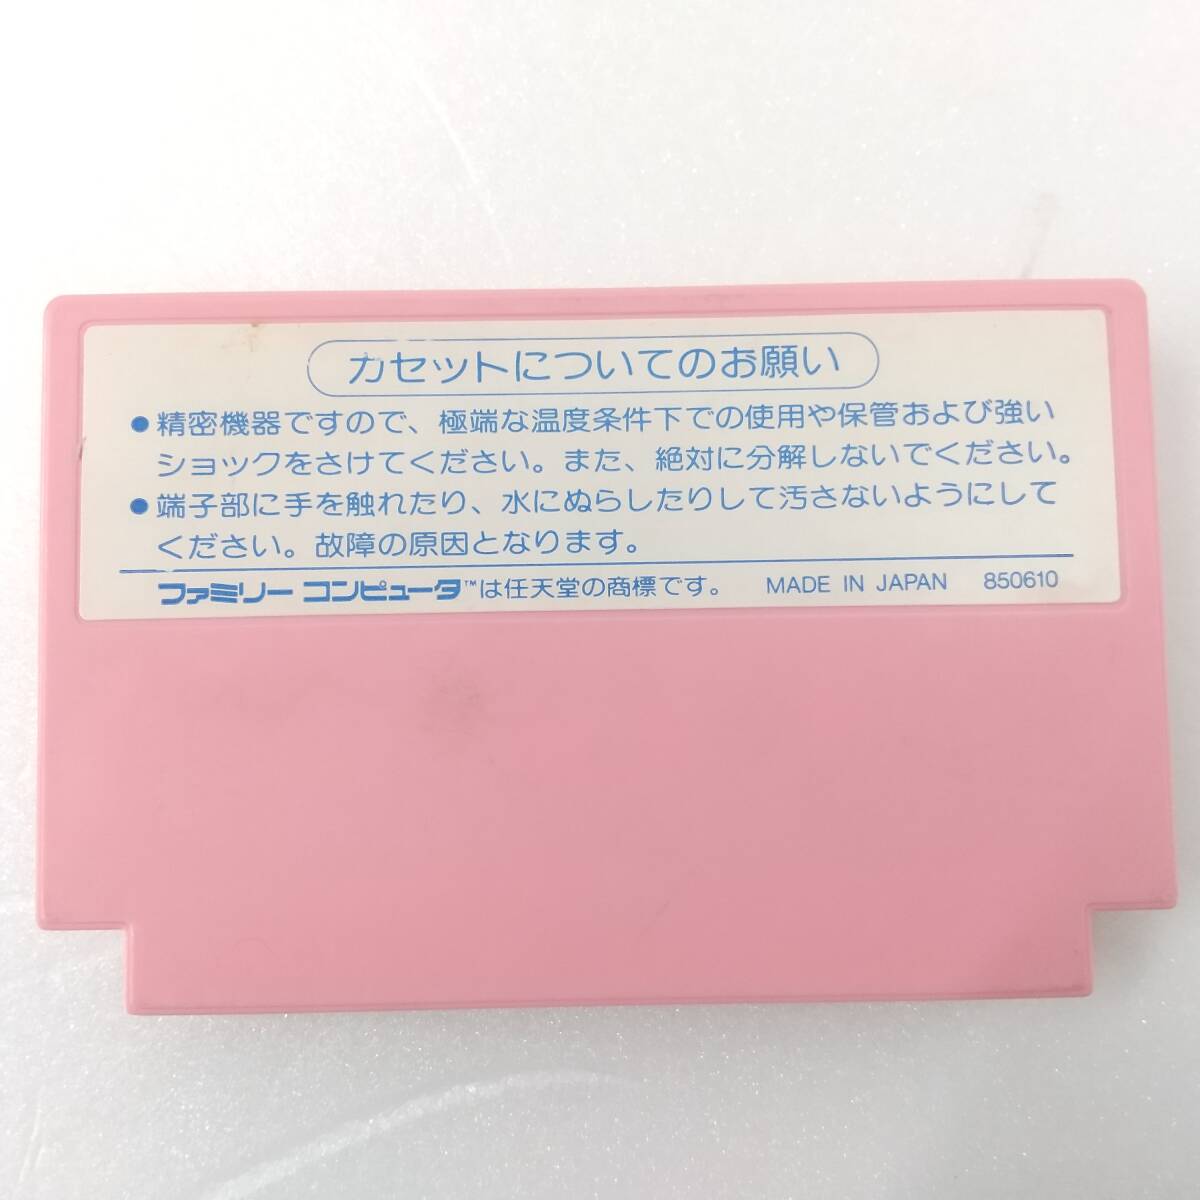 カセットについてのお願い
●精密機器ですので、極端な温度条件下での使用や保管および強い
ショックをさけてください。また、絶対に分解しないでください。
●端子部に手を触れたり、水にぬらしたりして汚さないようにして
ください。故障の原因となります。
ファミリー コンピュータ™は任天堂の商標です。 MADE IN JAPAN 850610